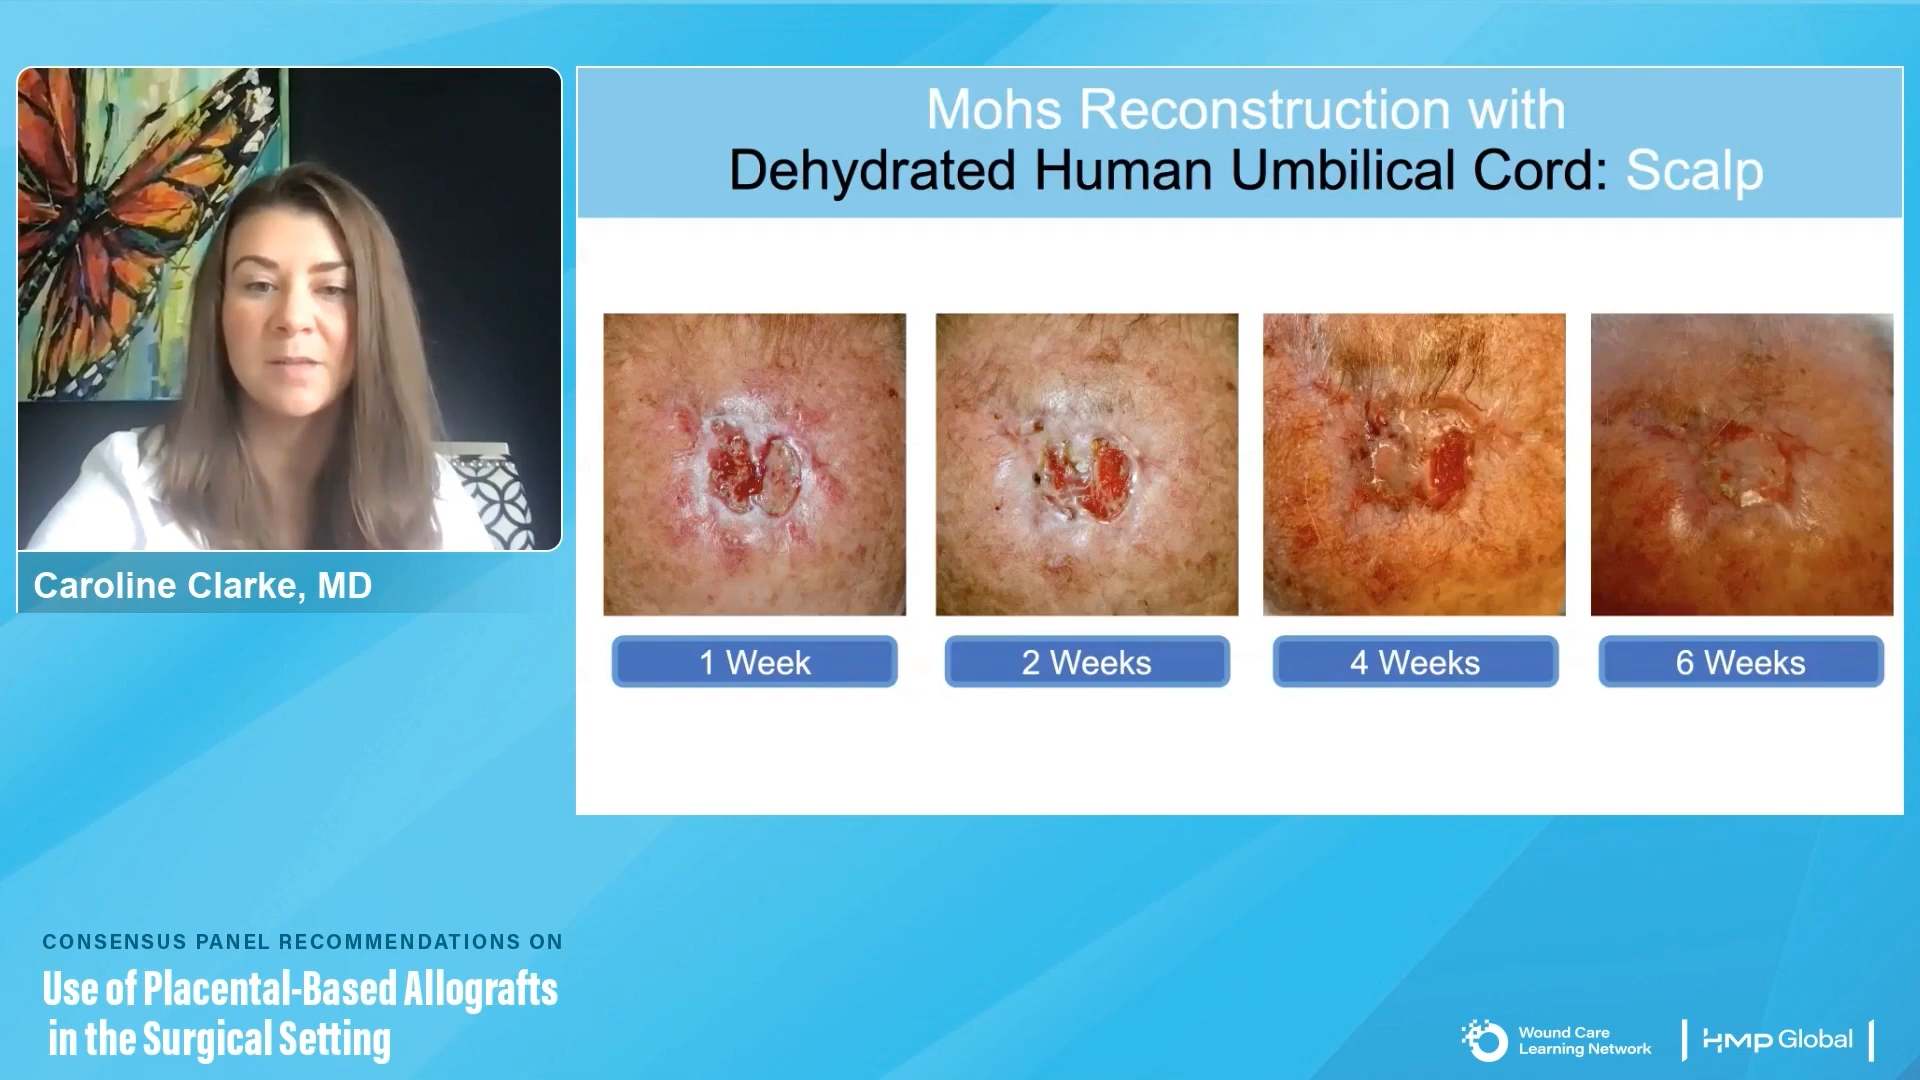 Mohs Reconstruction with
Dehydrated Human Umbilical Cord: Scalp
Caroline Clarke, MD
1 Week
2 Weeks
4 Weeks
6 Weeks
CONSENSUS PANEL RECOMMENDATIONS ON
Use of Placental-Based Allografts
in the Surgical Setting
Wound Care
Learning Network
HMP Global